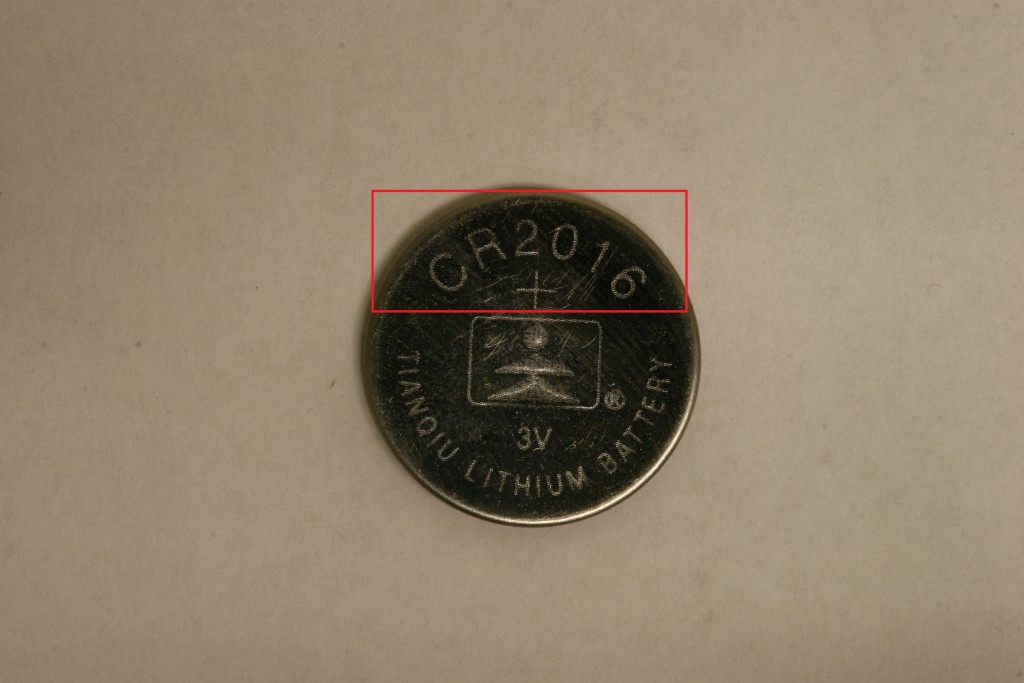 CR2016
+
®
3V
TIANQIU LITHIUM BATTERY